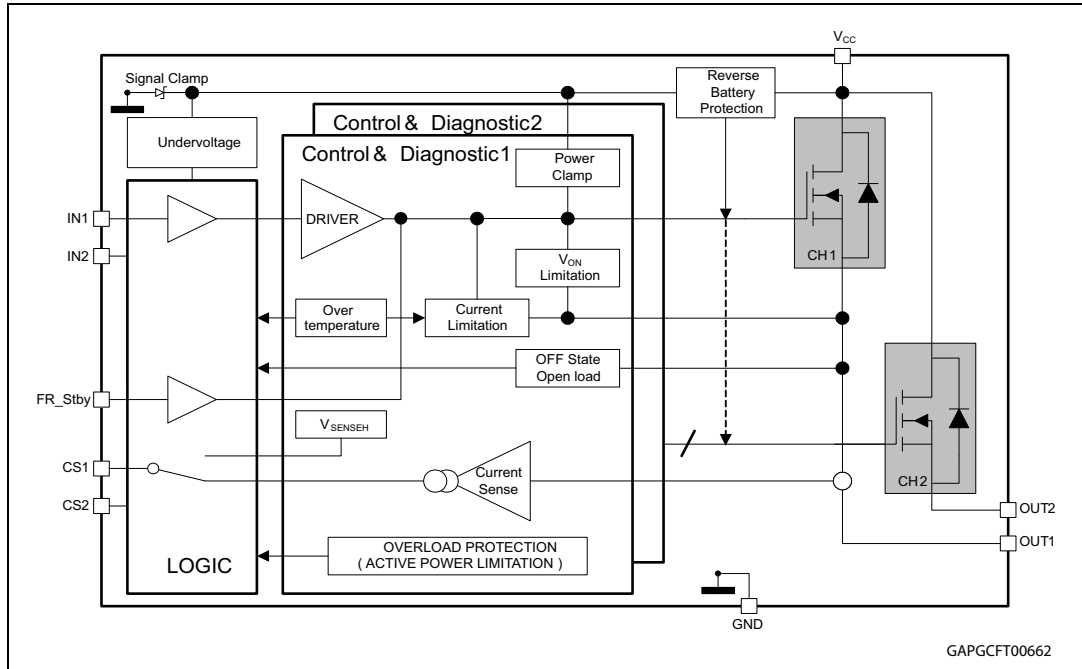 VCC
Signal Clamp
Reverse
Battery
Protection
Control & Diagnostic2
Undervoltage
Control & Diagnostic1
Power
Clamp
IN1
DRIVER
IN2
VON
Limitation
CH1
Over
temperature
Current
Limitation
OFF State
Open load
FR_Stby
VSENSEH
CS1
Current
Sense
CH2
CS2
OUT2
OUT1
OVERLOAD PROTECTION
( ACTIVE POWER LIMITATION )
LOGIC
GND
GAPGCFT00662